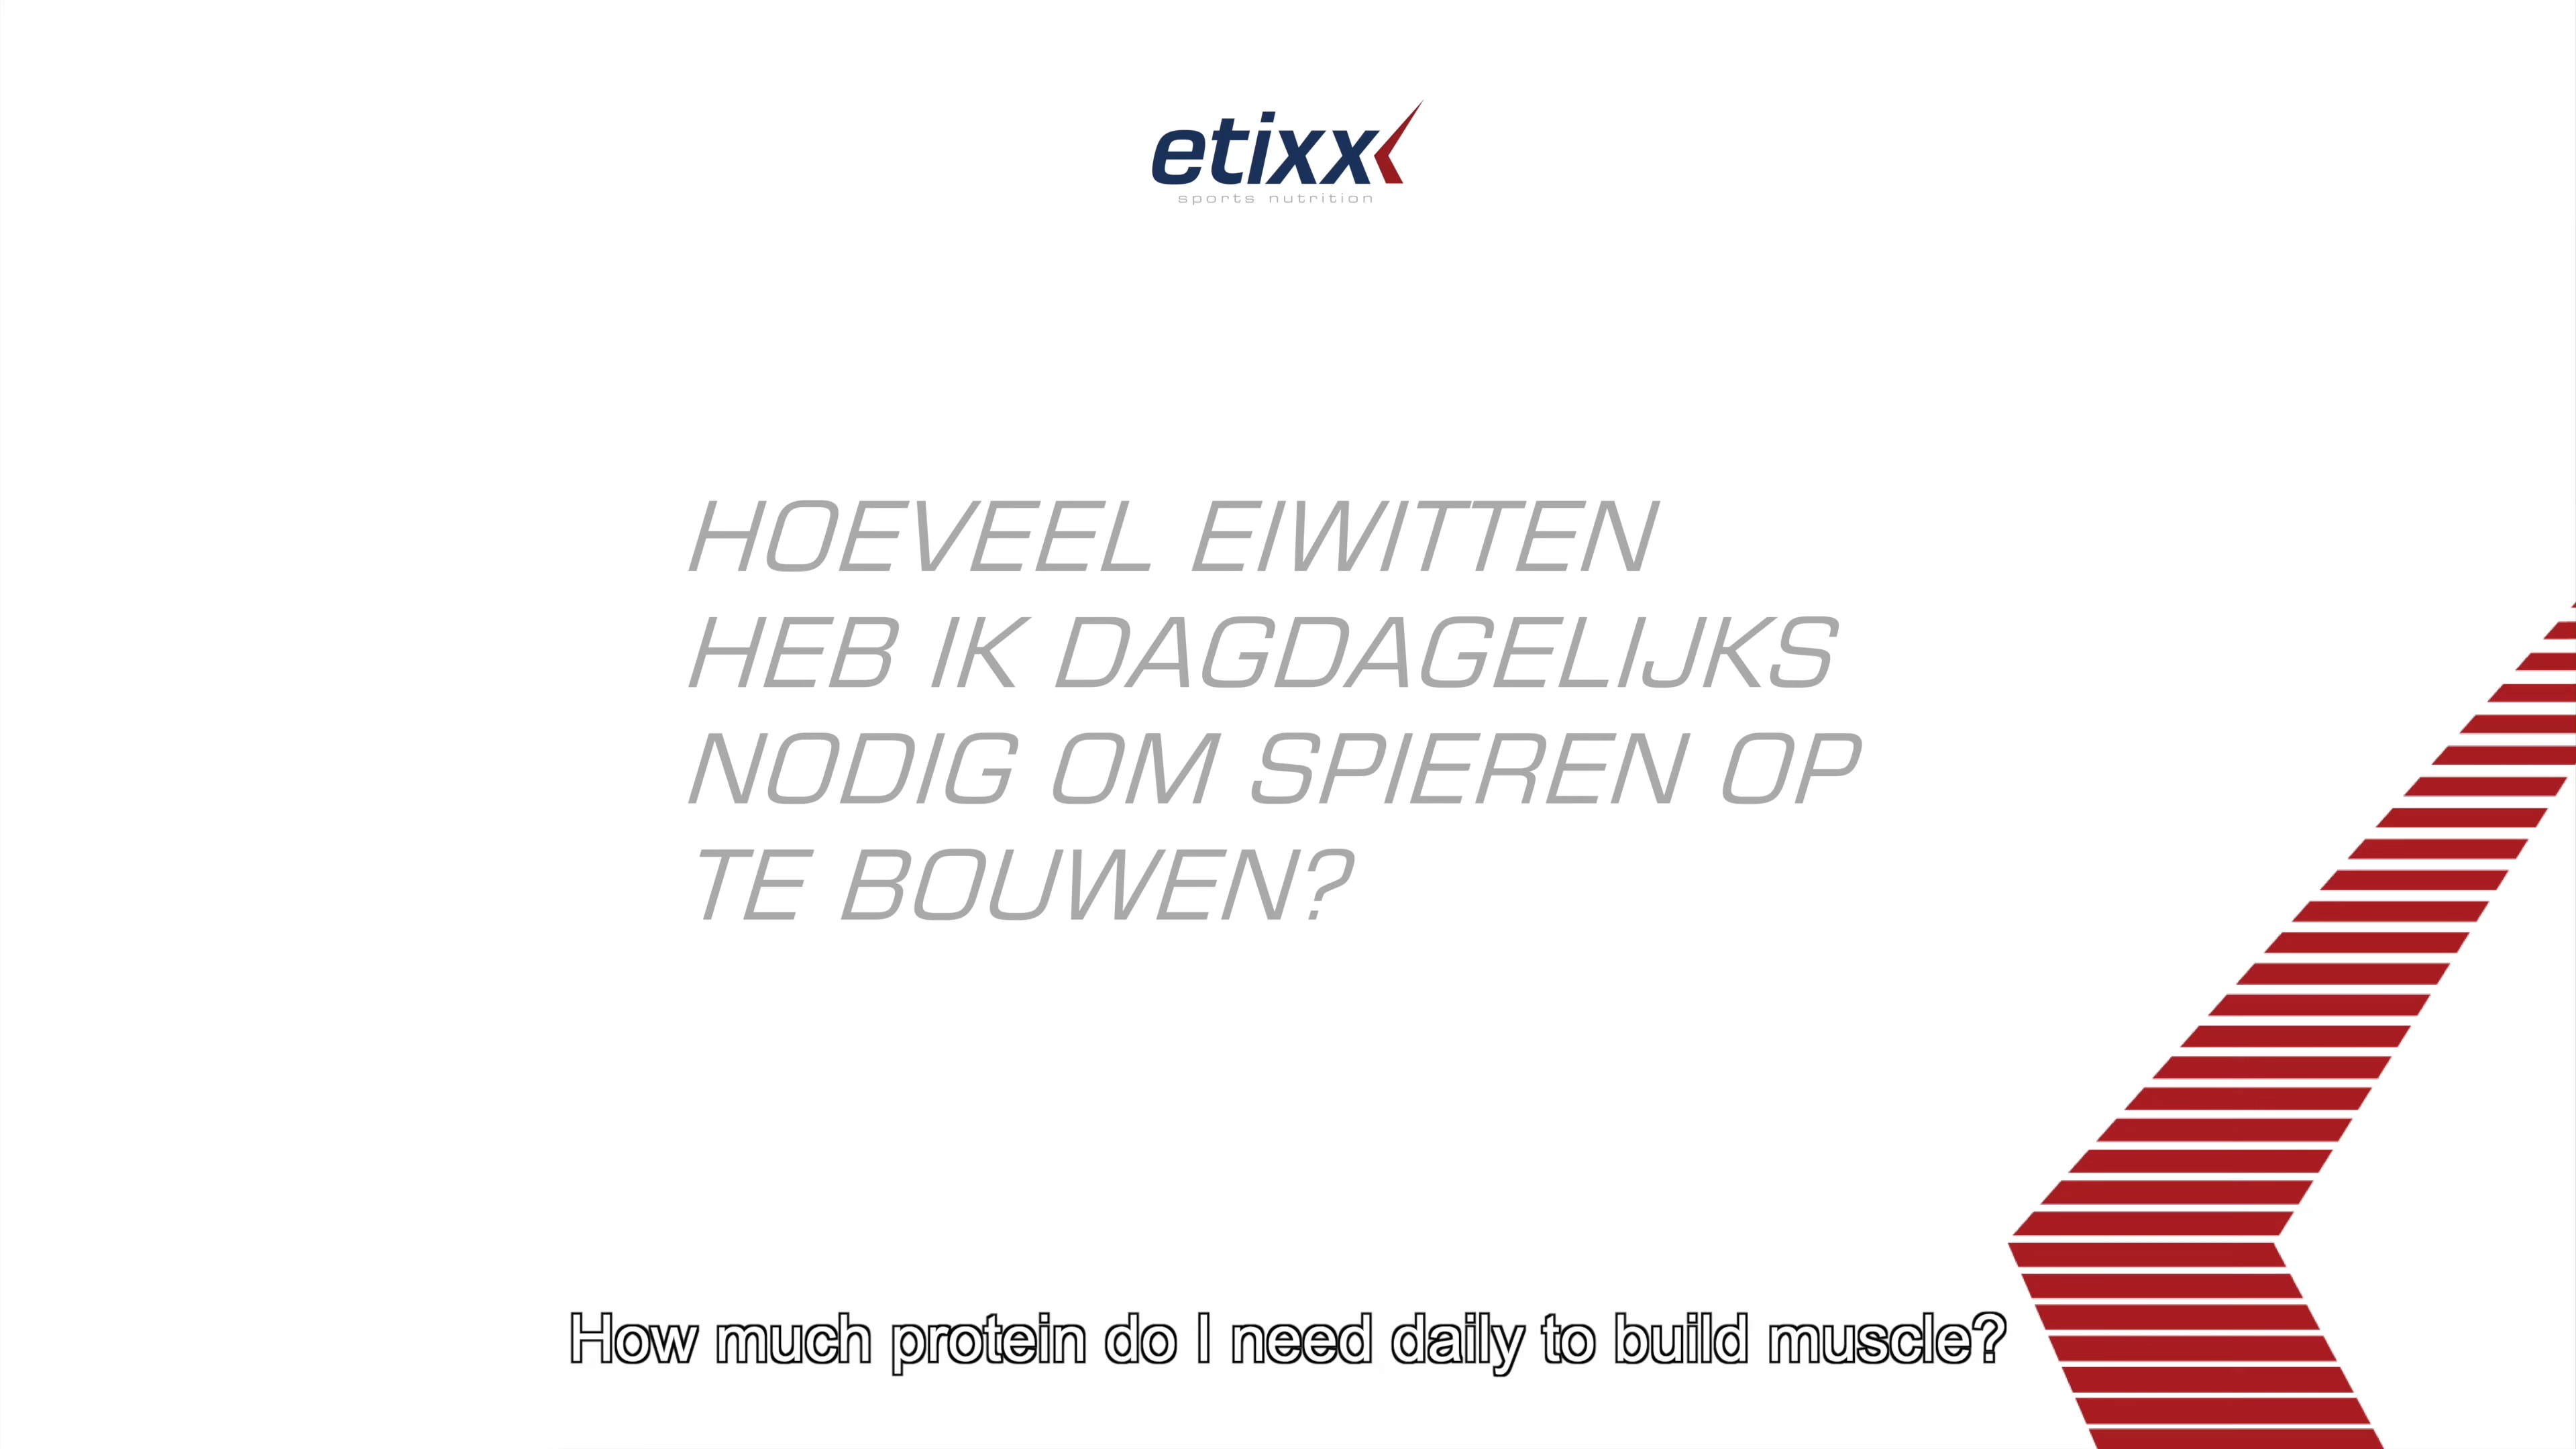 etixx
sports nutrition
HOEVEEL EIWITTEN
HEB IK DAGDAGELIJKS
NODIG OM SPIEREN OP
TE BOUWEN?
How much protein do I need daily to build muscle?